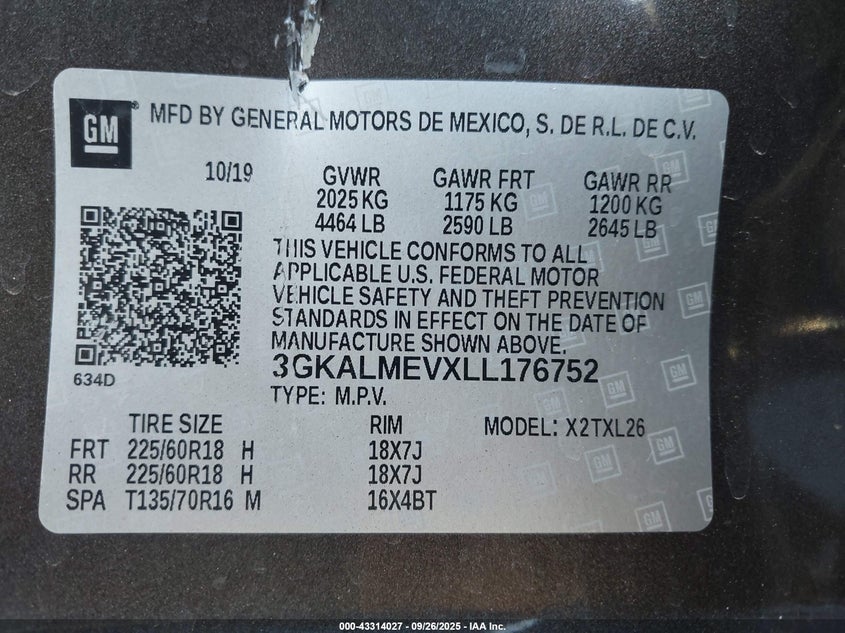 GM ® MFD BY GENERAL MOTORS DE MEXICO, S. DE R.L. DE C.V.
10/19 GVWR GAWR FRT GAWR RR
2025 KG 1175 KG 1200 KG
4464 LB 2590 LB 2645 LB
THIS VEHICLE CONFORMS TO ALL
APPLICABLE U.S. FEDERAL MOTOR
VEHICLE SAFETY AND THEFT PREVENTION
STANDARDS IN EFFECT ON THE DATE OF
MANUFACTURE SHOWN ABOVE.
634D 3GKALMEVXLL176752
TYPE: M.P.V.
TIRE SIZE RIM MODEL: X2TXL26
FRT 225/60R18 H 18X7J
RR 225/60R18 H 18X7J
SPA T135/70R16 M 16X4BT
000-43314027 - 09/26/2025 - IAA Inc.